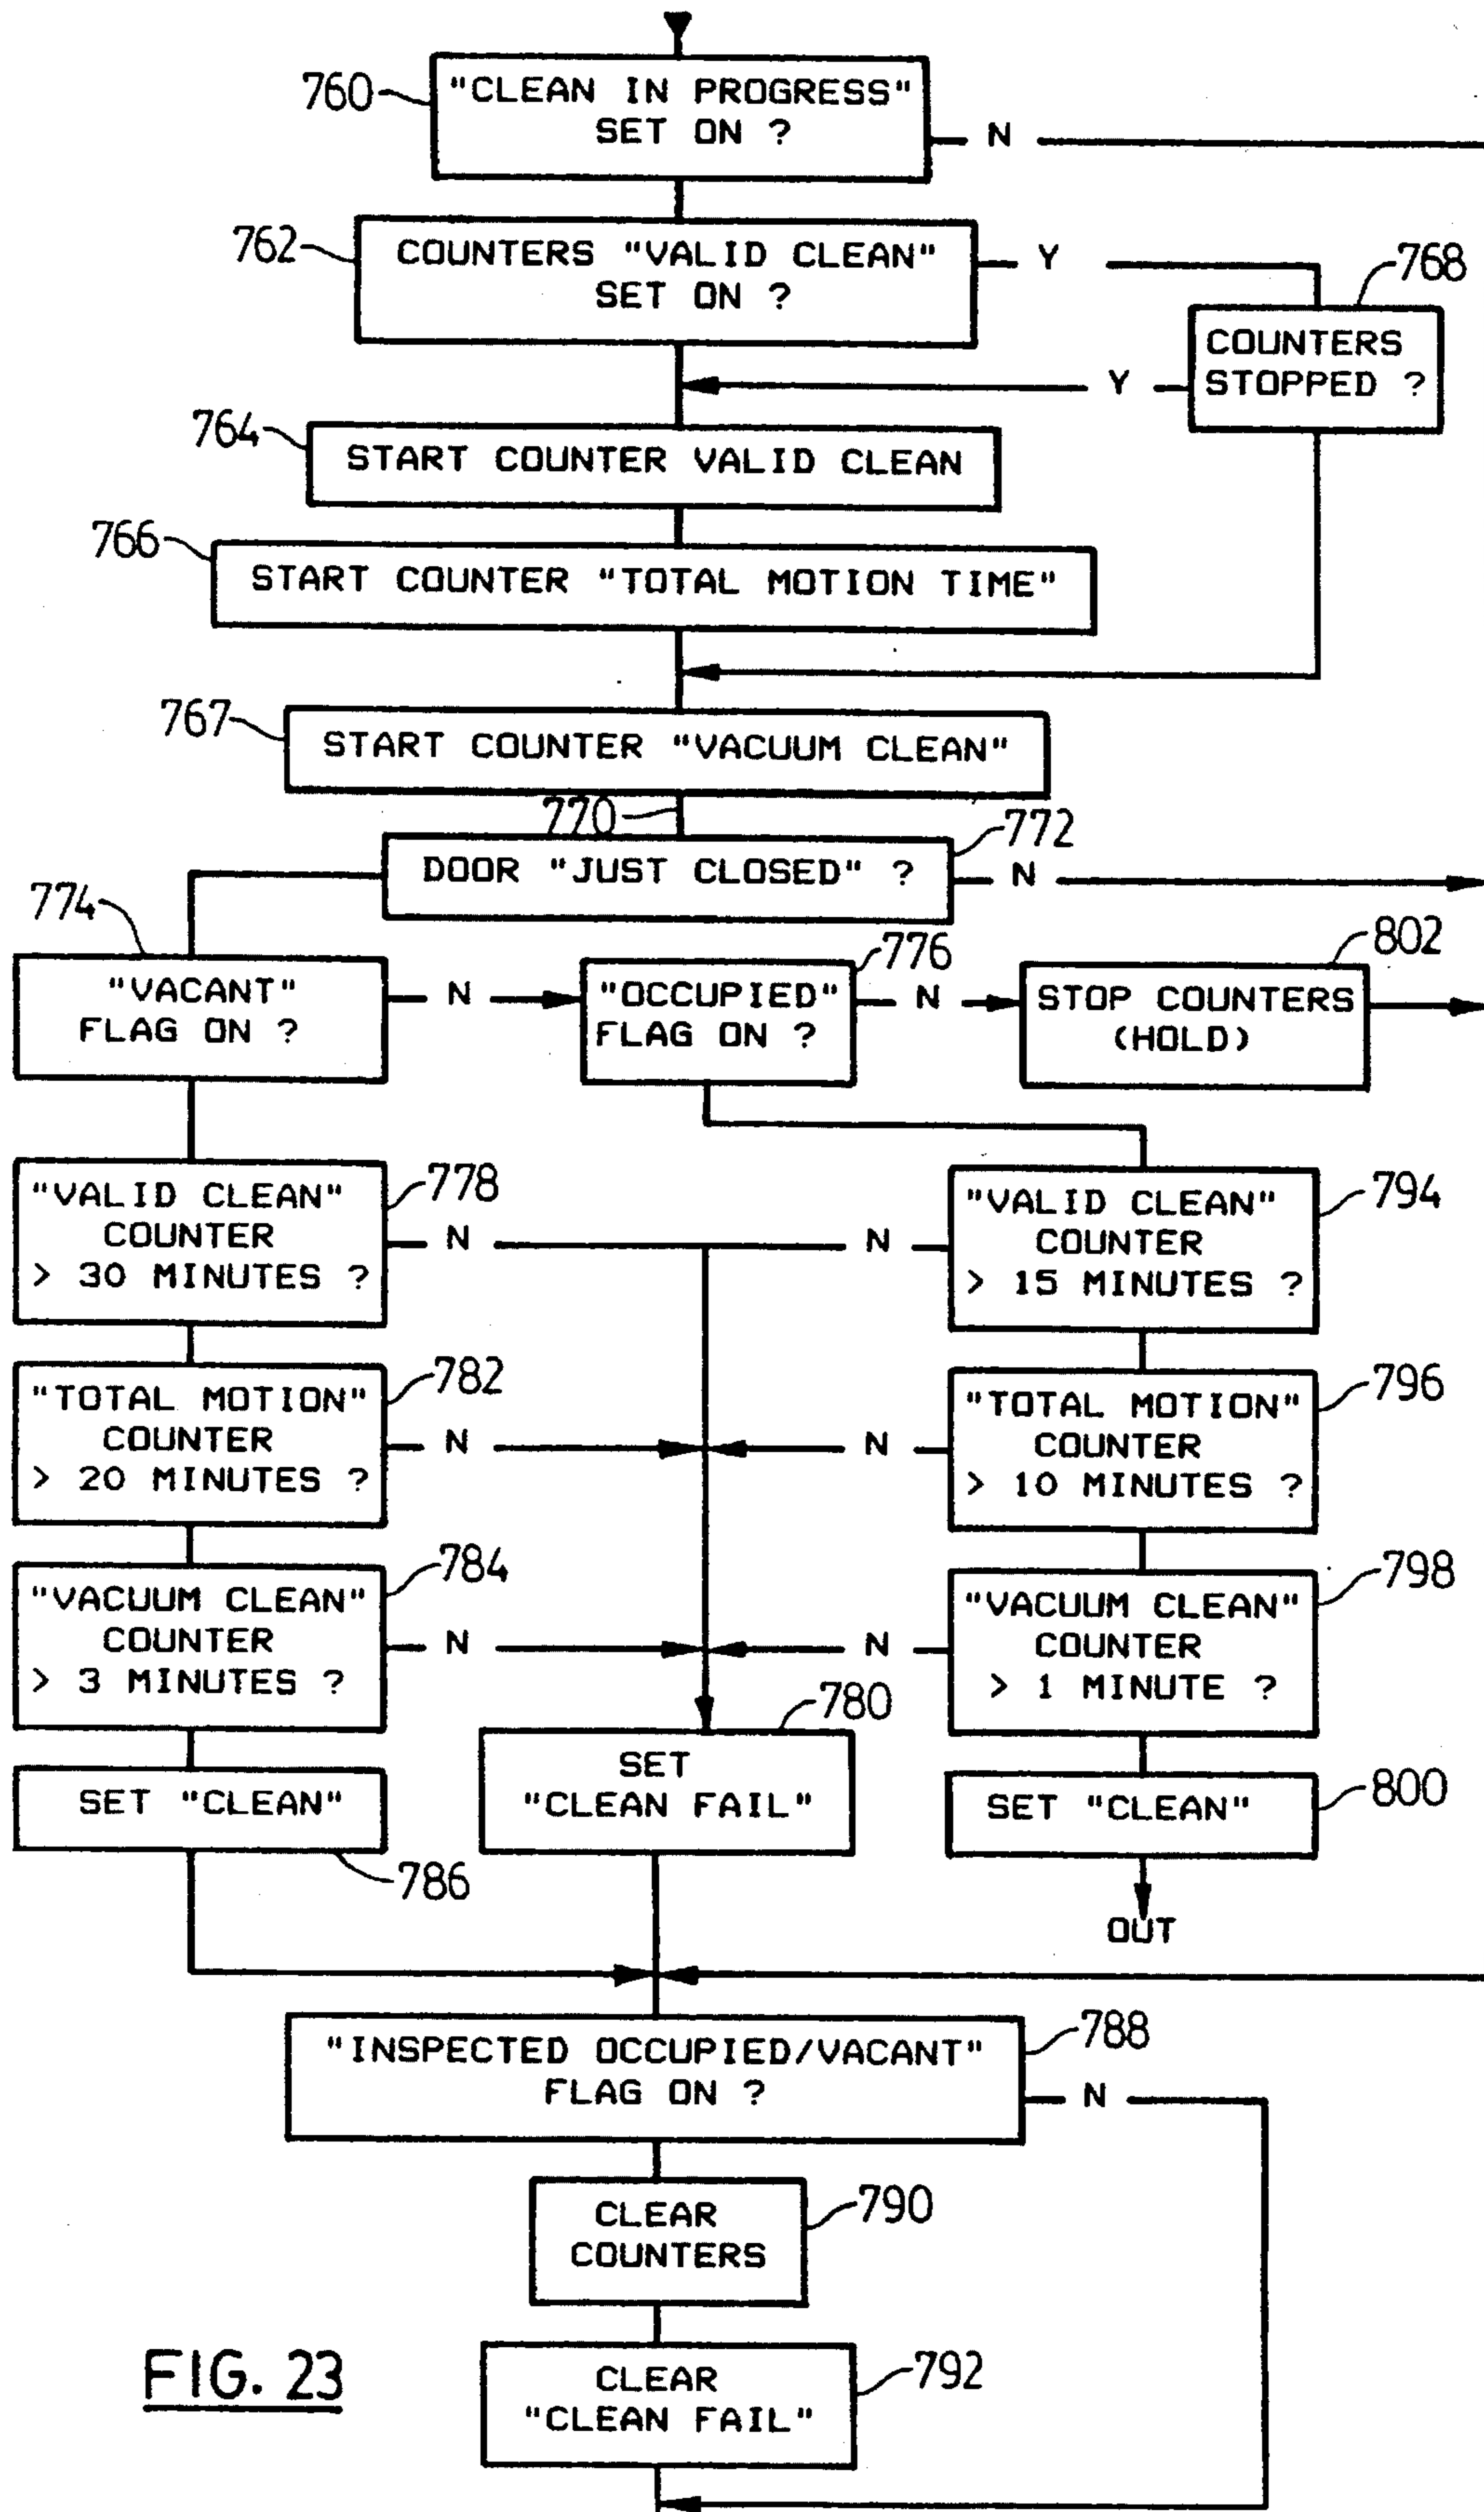 760
"CLEAN IN PROGRESS"
SET ON ?
N
762
COUNTERS "VALID CLEAN"
SET ON ?
Y
768
COUNTERS
STOPPED ?
Y
764
START COUNTER VALID CLEAN
766
START COUNTER "TOTAL MOTION TIME"
767
START COUNTER "VACUUM CLEAN"
770
772
DOOR "JUST CLOSED" ?
N
774
"VACANT"
FLAG ON ?
N
776
"OCCUPIED"
FLAG ON ?
N
802
STOP COUNTERS
(HOLD)
"VALID CLEAN"
COUNTER
> 30 MINUTES ?
778
N
N
"VALID CLEAN"
COUNTER
> 15 MINUTES ?
794
"TOTAL MOTION"
COUNTER
> 20 MINUTES ?
782
N
N
"TOTAL MOTION"
COUNTER
> 10 MINUTES ?
796
"VACUUM CLEAN"
COUNTER
> 3 MINUTES ?
784
N
N
"VACUUM CLEAN"
COUNTER
> 1 MINUTE ?
798
780
SET
"CLEAN FAIL"
SET "CLEAN"
786
SET "CLEAN"
800
OUT
"INSPECTED OCCUPIED/VACANT"
FLAG ON ?
788
N
CLEAR
COUNTERS
790
CLEAR
"CLEAN FAIL"
792
FIG. 23